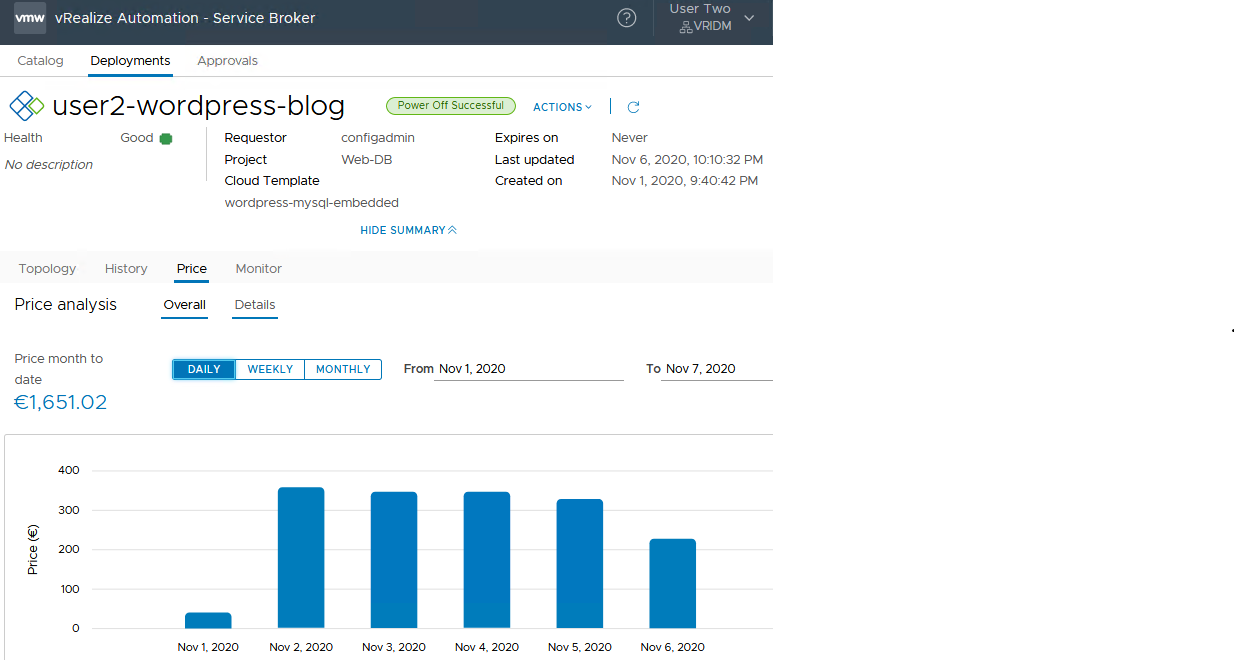 vmw vRealize Automation - Service Broker ? User Two
VRIDM
Catalog Deployments Approvals
user2-wordpress-blog Power Off Successful ACTIONS
Health Good Requestor configadmin Expires on Never
No description Project Web-DB Last updated Nov 6, 2020, 10:10:32 PM
Cloud Template Created on Nov 1, 2020, 9:40:42 PM
wordpress-mysql-embedded
HIDE SUMMARY
Topology History Price Monitor
Price analysis Overall Details
Price month to
date
DAILY WEEKLY MONTHLY From Nov 1, 2020 To Nov 7, 2020
€1,651.02
400
300
200
100
0
Price (€)
Nov 1, 2020 Nov 2, 2020 Nov 3, 2020 Nov 4, 2020 Nov 5, 2020 Nov 6, 2020